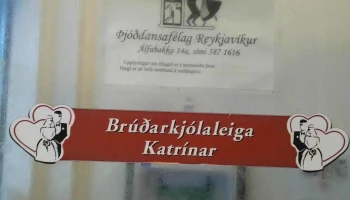 Þjóðdansafélag Reykjavíkur
Álfabakka 14a, sími 587 1616
Brúðarkjólaleiga
Katrínar